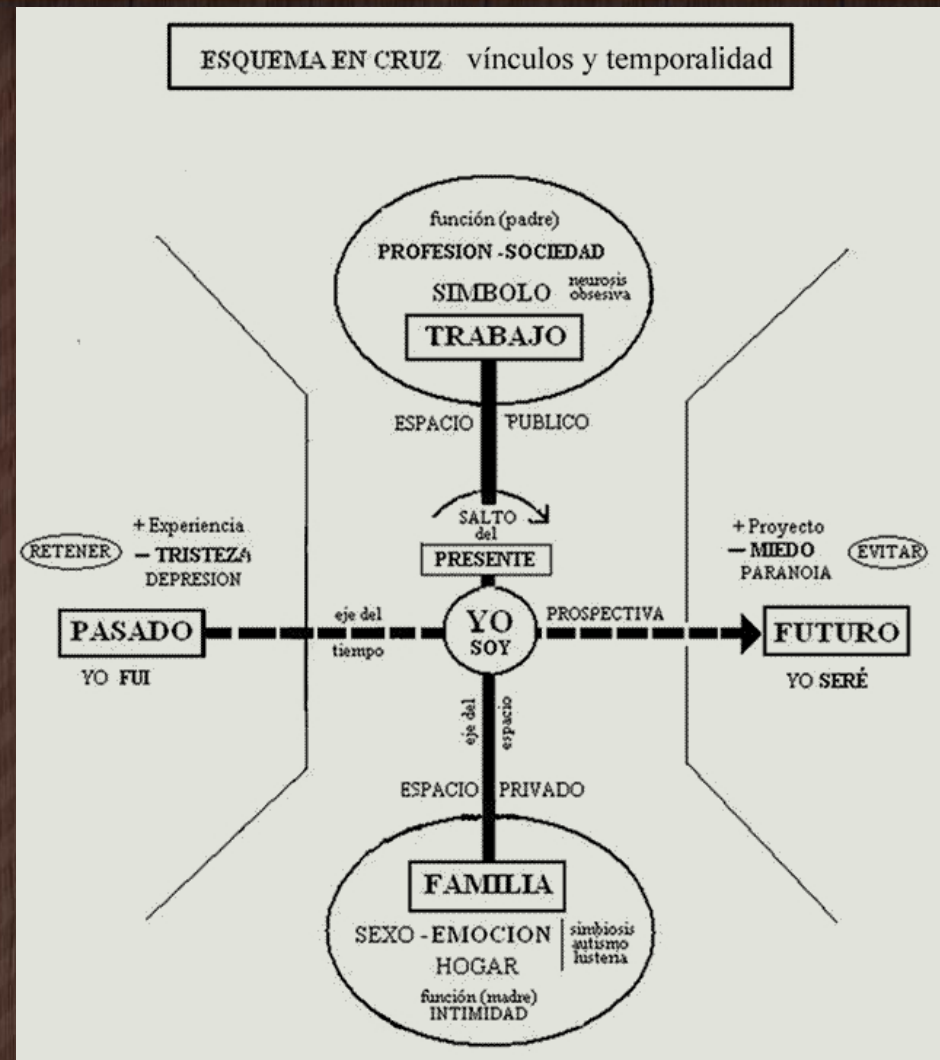 ESQUEMA EN CRUZ vínculos y temporalidad
función (padre)
PROFESION - SOCIEDAD
SIMBOLO
neurosis
obsesiva
TRABAJO
ESPACIO PUBLICO
SALTO
del
PRESENTE
RETENER
+ Experiencia
– TRISTEZA
DEPRESION
+ Proyecto
– MIEDO
PARANOIA
EVITAR
PASADO
eje del
tiempo
YO
SOY
PROSPECTIVA
FUTURO
YO FUI
YO SERÉ
eje del
espacio
ESPACIO PRIVADO
FAMILIA
SEXO - EMOCION
HOGAR
simbiosis
autismo
histeria
función (madre)
INTIMIDAD